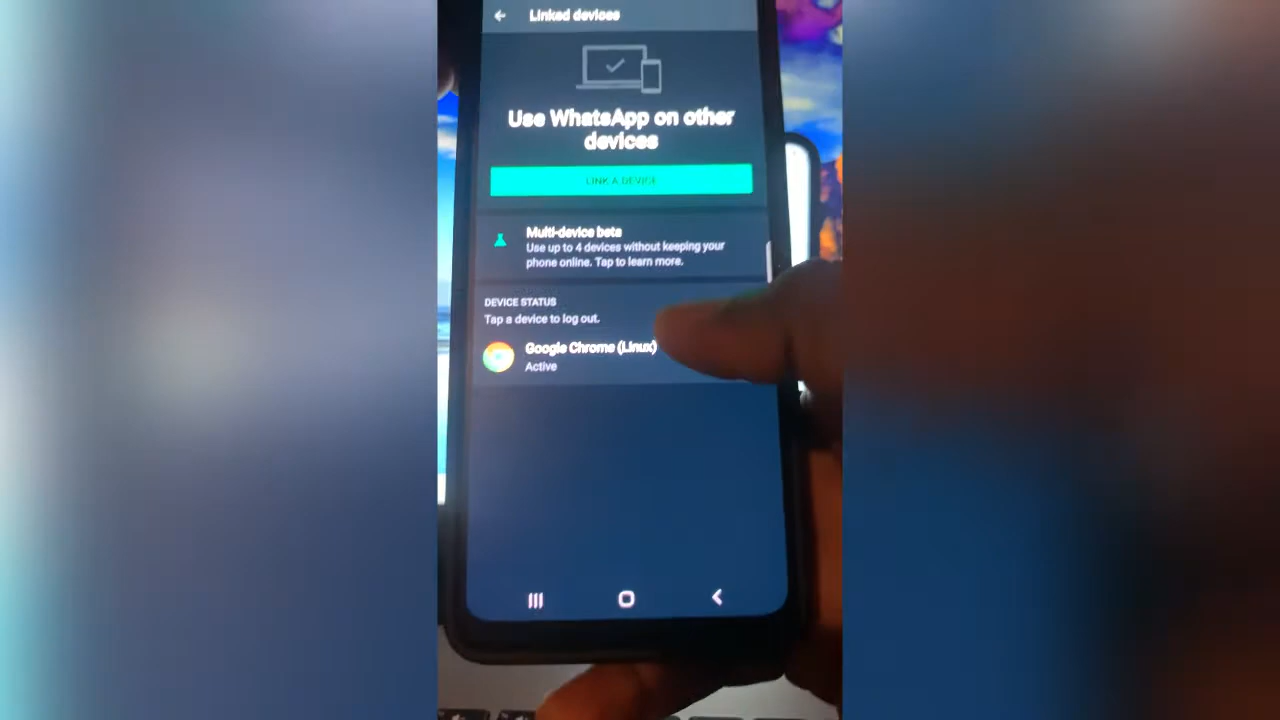 Linked devices
Use WhatsApp on other
devices
LINK A DEVICE
Multi-device beta
Use up to 4 devices without keeping your
phone online. Tap to learn more.
DEVICE STATUS
Tap a device to log out.
Google Chrome (Linux)
Active